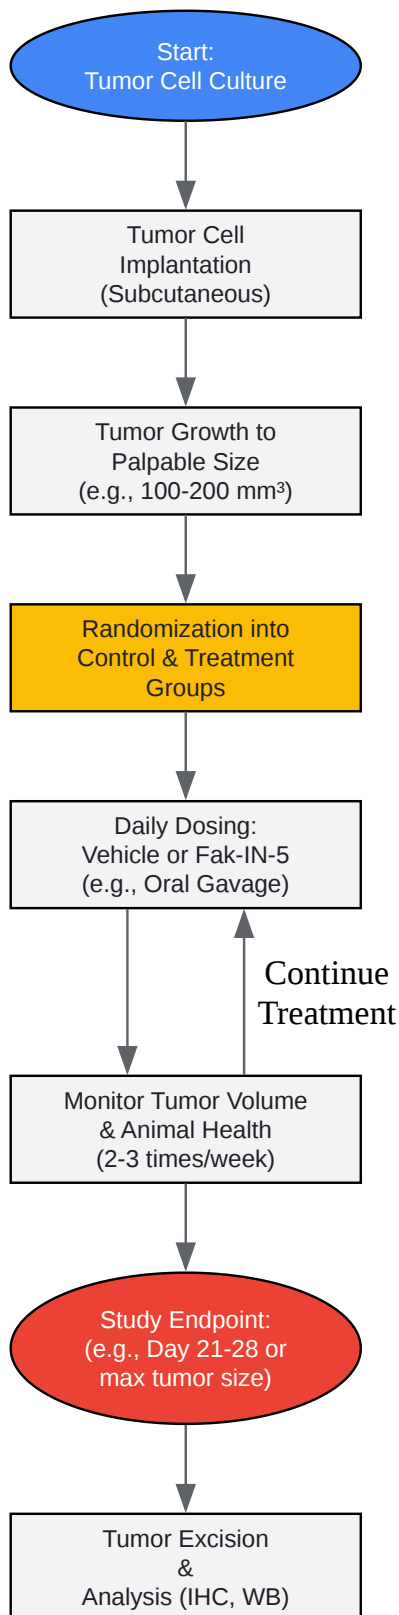 Start:
Tumor Cell Culture
Tumor Cell
Implantation
(Subcutaneous)
Tumor Growth to
Palpable Size
(e.g., 100-200 mm³)
Randomization into
Control & Treatment
Groups
Daily Dosing:
Vehicle or Fak-IN-5
(e.g., Oral Gavage)
Continue
Treatment
Monitor Tumor Volume
& Animal Health
(2-3 times/week)
Study Endpoint:
(e.g., Day 21-28 or
max tumor size)
Tumor Excision
&
Analysis (IHC, WB)